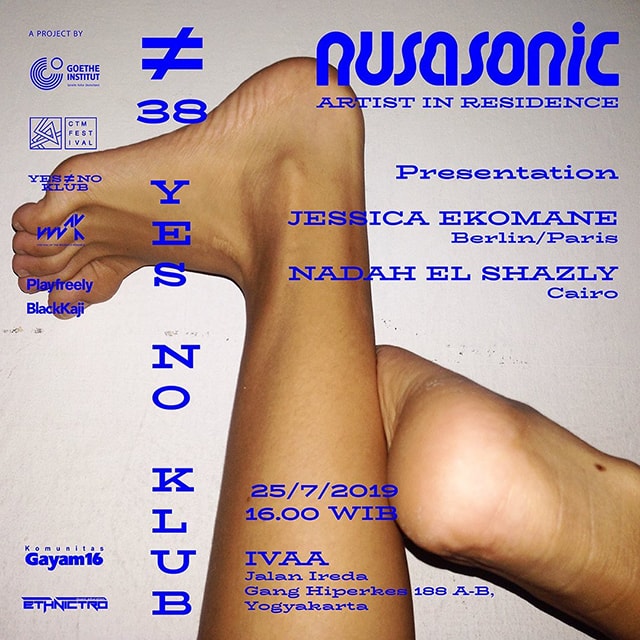 A PROJECT BY
GOETHE
INSTITUT
CTM
FEST
IVAL
YES≠NO
KLUB
Playfreely
BlackKaji
≠
38
YES
NO
KLUB
nusasonic
ARTIST IN RESIDENCE
Presentation
JESSICA EKOMANE
Berlin/Paris
NADAH EL SHAZLY
Cairo
25/7/2019
16.00 WIB
IVAA
Jalan Ireda
Gang Hiperkes 188 A-B,
Yogyakarta
Komunitas
Gayam16
ETHNICTRO